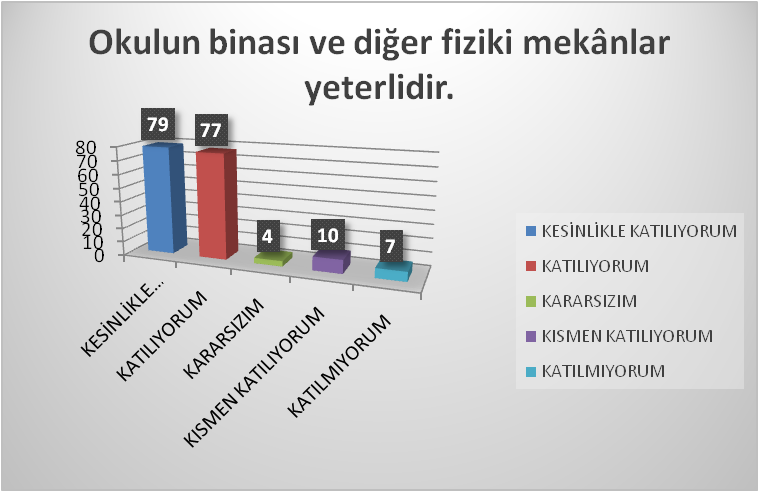 Okulun binası ve diğer fiziki mekânlar
yeterlidir.
79
77
4
10
7
80
70
60
50
40
30
20
10
0
KESİNLİKLE...
KATILIYORUM
KARARSIZIM
KISMEN KATILIYORUM
KATILMIYORUM
KESİNLİKLE KATILIYORUM
KATILIYORUM
KARARSIZIM
KISMEN KATILIYORUM
KATILMIYORUM